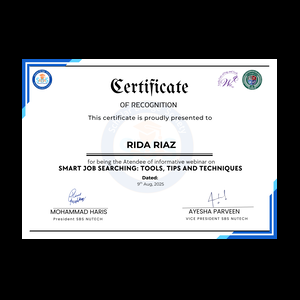 Certificate
OF RECOGNITION
This certificate is proudly presented to
RIDA RIAZ
for being the Atendee of informative webinar on
SMART JOB SEARCHING: TOOLS, TIPS AND TECHNIQUES
Dated:
9th Aug, 2025
MOHAMMAD HARIS
President SBS NUTECH
AYESHA PARVEEN
VICE PRESIDENT SBS NUTECH